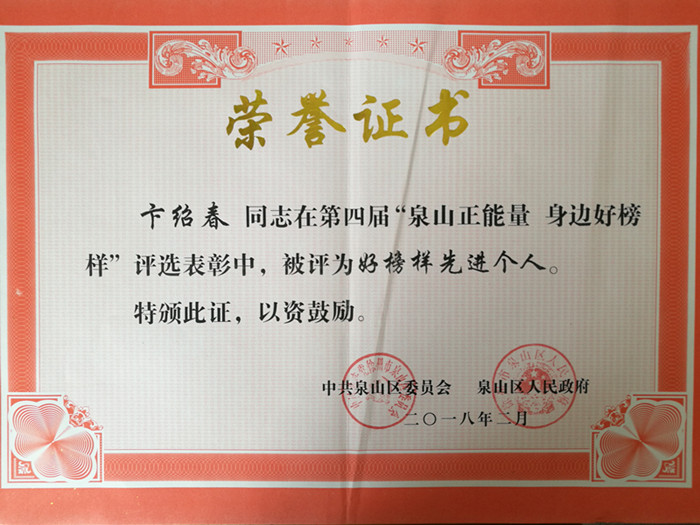 荣誉证书
卞绍春 同志在第四届“泉山正能量 身边好榜
样”评选表彰中，被评为好榜样先进个人。
特颁此证，以资鼓励。
中共泉山区委员会 泉山区人民政府
二〇一八年二月